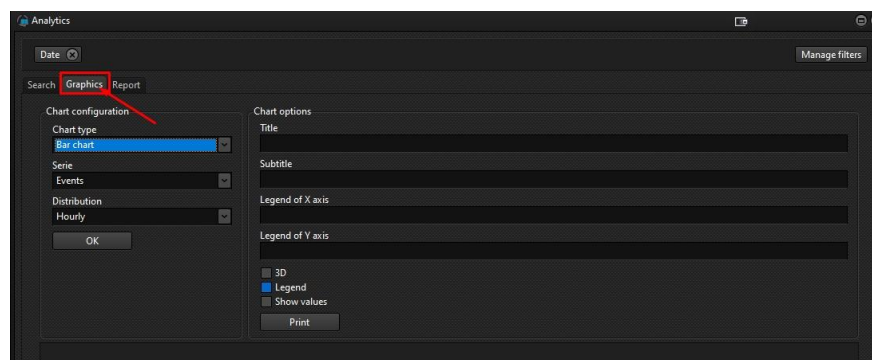 Analytics
Date
Manage filters
Search Graphics Report
Chart configuration
Chart type
Bar chart
Serie
Events
Distribution
Hourly
OK
Chart options
Title
Subtitle
Legend of X axis
Legend of Y axis
3D
Legend
Show values
Print